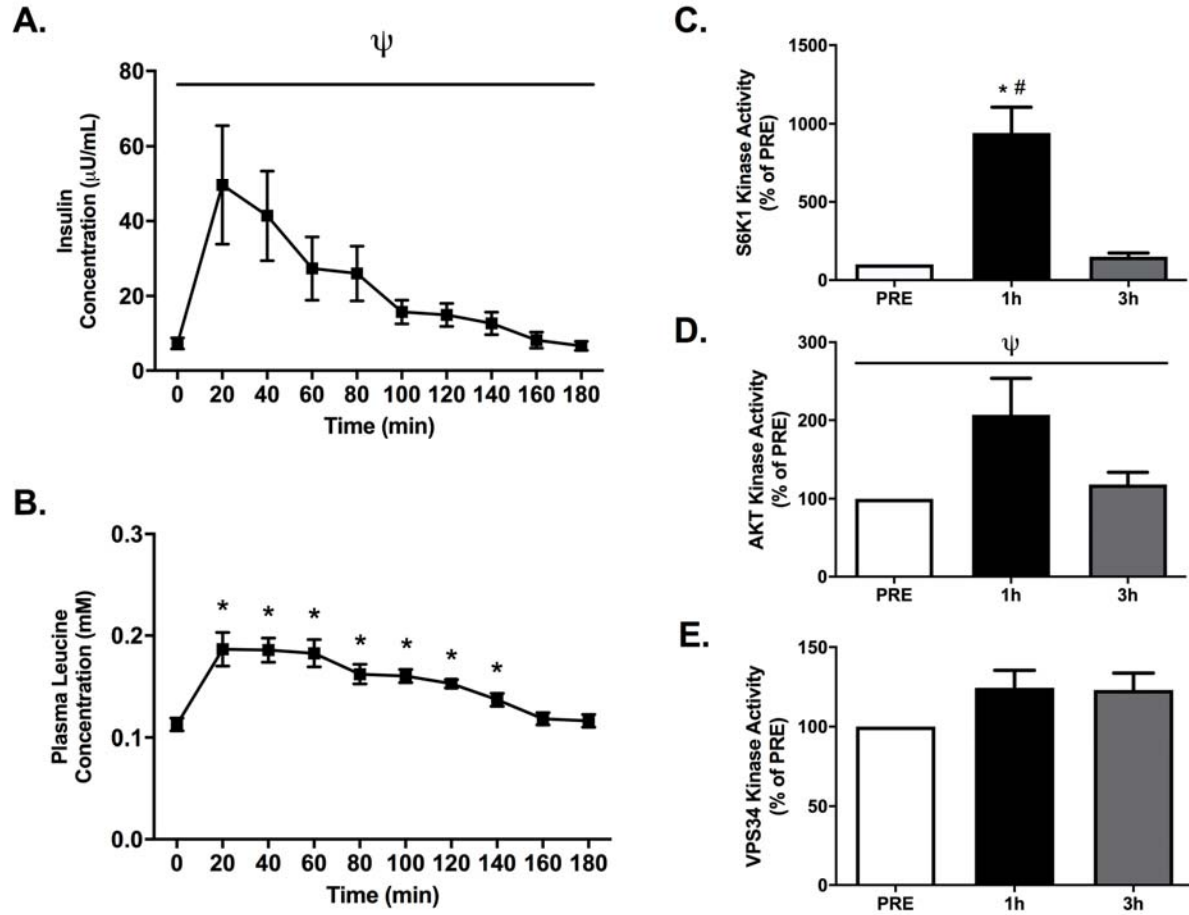 A.
ψ
Insulin
Concentration (μU/mL)
80
60
40
20
0
0 20 40 60 80 100 120 140 160 180
Time (min)
B.
Plasma Leucine
Concentration (mM)
0.3
0.2
0.1
0.0
* * * * * * *
0 20 40 60 80 100 120 140 160 180
Time (min)
C.
S6K1 Kinase Activity
(% of PRE)
1500
1000
500
0
* #
PRE 1h 3h
D.
ψ
AKT Kinase Activity
(% of PRE)
300
200
100
0
PRE 1h 3h
E.
VPS34 Kinase Activity
(% of PRE)
150
100
50
0
PRE 1h 3h